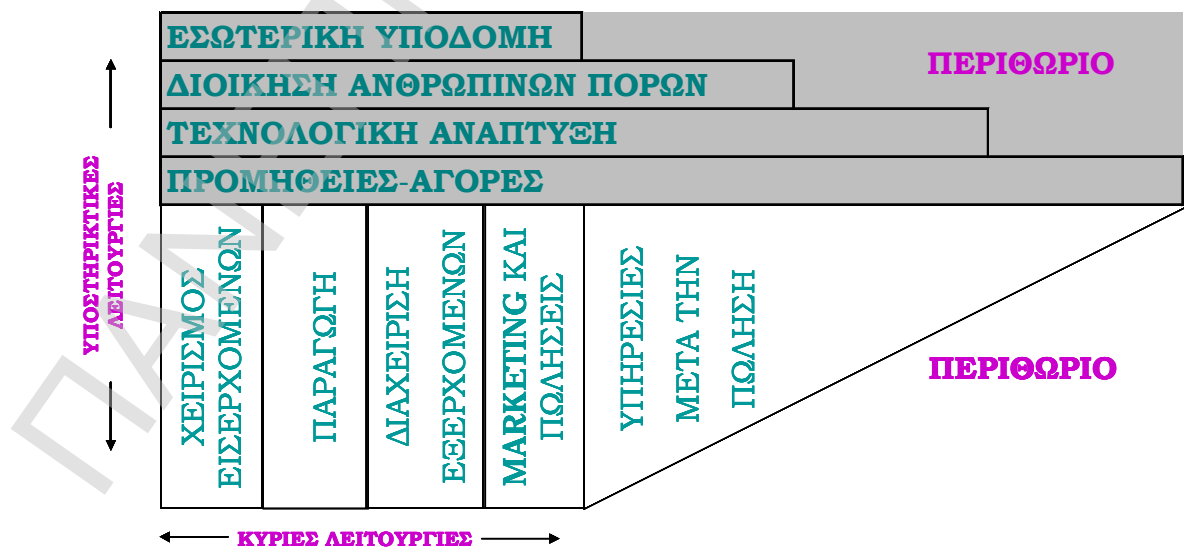 ΕΣΩΤΕΡΙΚΗ ΥΠΟΔΟΜΗ
ΠΕΡΙΘΩΡΙΟ
ΔΙΟΙΚΗΣΗ ΑΝΘΡΩΠΙΝΩΝ ΠΟΡΩΝ
ΤΕΧΝΟΛΟΓΙΚΗ ΑΝΑΠΤΥΞΗ
ΠΡΟΜΗΘΕΙΕΣ-ΑΓΟΡΕΣ
ΥΠΟΣΤΗΡΙΚΤΙΚΕΣ
ΛΕΙΤΟΥΡΓΙΕΣ
ΧΕΙΡΙΣΜΟΣ
ΕΙΣΕΡΧΟΜΕΝΩΝ
ΠΑΡΑΓΩΓΗ
ΔΙΑΧΕΙΡΙΣΗ
ΕΞΕΡΧΟΜΕΝΩΝ
MARKETING ΚΑΙ
ΠΩΛΗΣΕΙΣ
ΥΠΗΡΕΣΙΕΣ
ΜΕΤΑ ΤΗΝ
ΠΩΛΗΣΗ
ΠΕΡΙΘΩΡΙΟ
ΚΥΡΙΕΣ ΛΕΙΤΟΥΡΓΙΕΣ